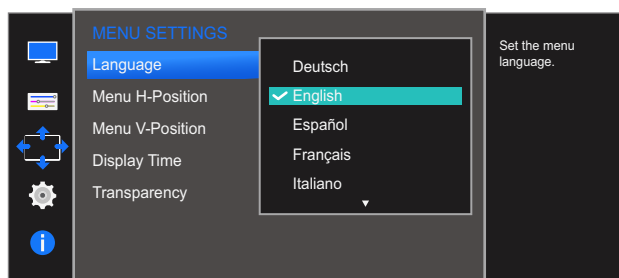 MENU SETTINGS
Language
Menu H-Position
Menu V-Position
Display Time
Transparency
Deutsch
English
Español
Français
Italiano
Set the menu
language.